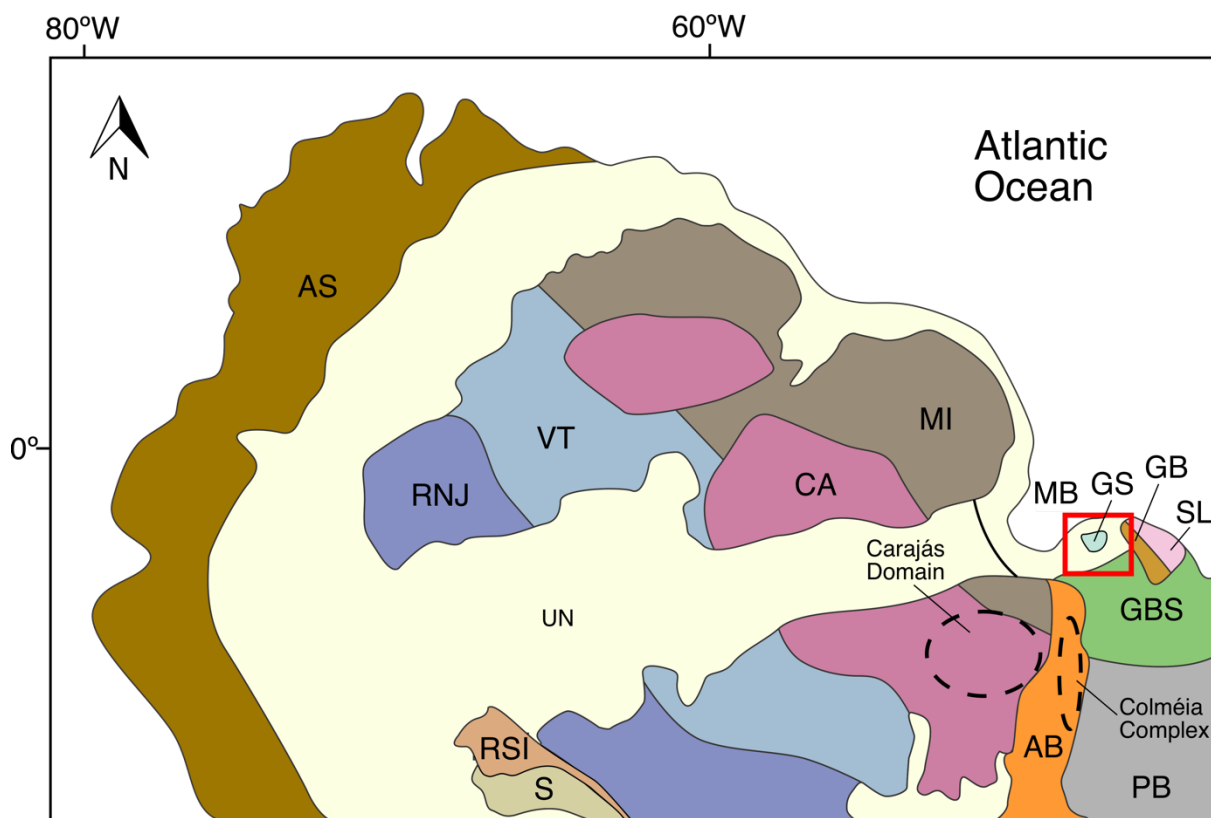 80ºW
60ºW
N
Atlantic
Ocean
AS
MI
0º
VT
RNJ
CA
MB
GS
GB
SL
Carajás
Domain
GBS
UN
Colméia
Complex
RSI
AB
S
PB